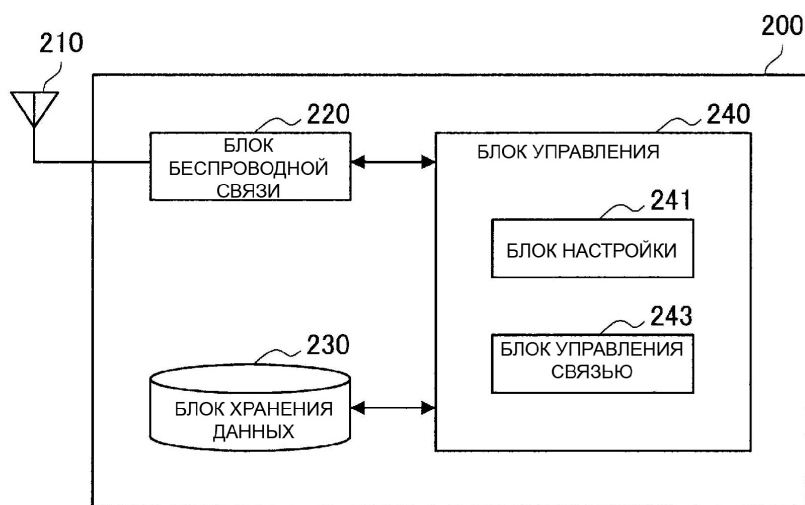 200
210
220
БЛОК
БЕСПРОВОДНОЙ
СВЯЗИ
240
БЛОК УПРАВЛЕНИЯ
241
БЛОК НАСТРОЙКИ
243
БЛОК УПРАВЛЕНИЯ
СВЯЗЬЮ
230
БЛОК ХРАНЕНИЯ
ДАННЫХ